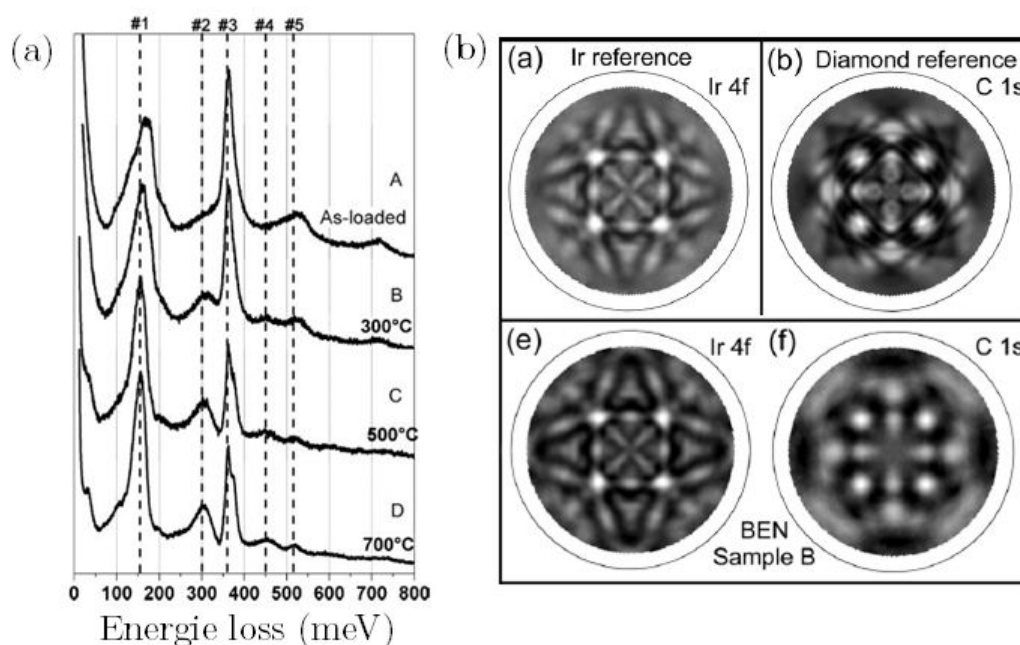 (a)
#1 #2 #3 #4 #5
A
As-loaded
B
300°C
C
500°C
D
700°C
0 100 200 300 400 500 600 700 800
Energie loss (meV)
(b)
(a) Ir reference
Ir 4f
(b) Diamond reference
C 1s
(e) Ir 4f
(f) C 1s
BEN
Sample B